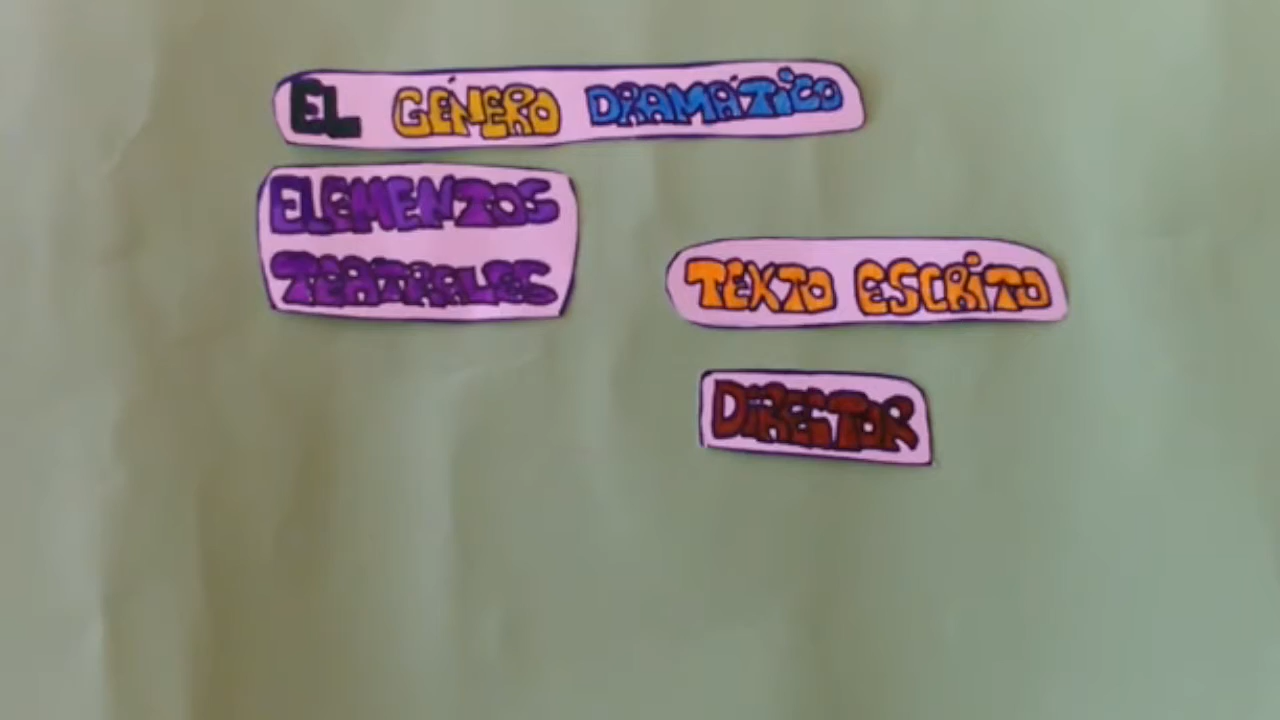 EL GÉNERO DRAMÁTICO
ELEMENTOS
TEATRALES
TEXTO ESCRITO
DIRECTOR